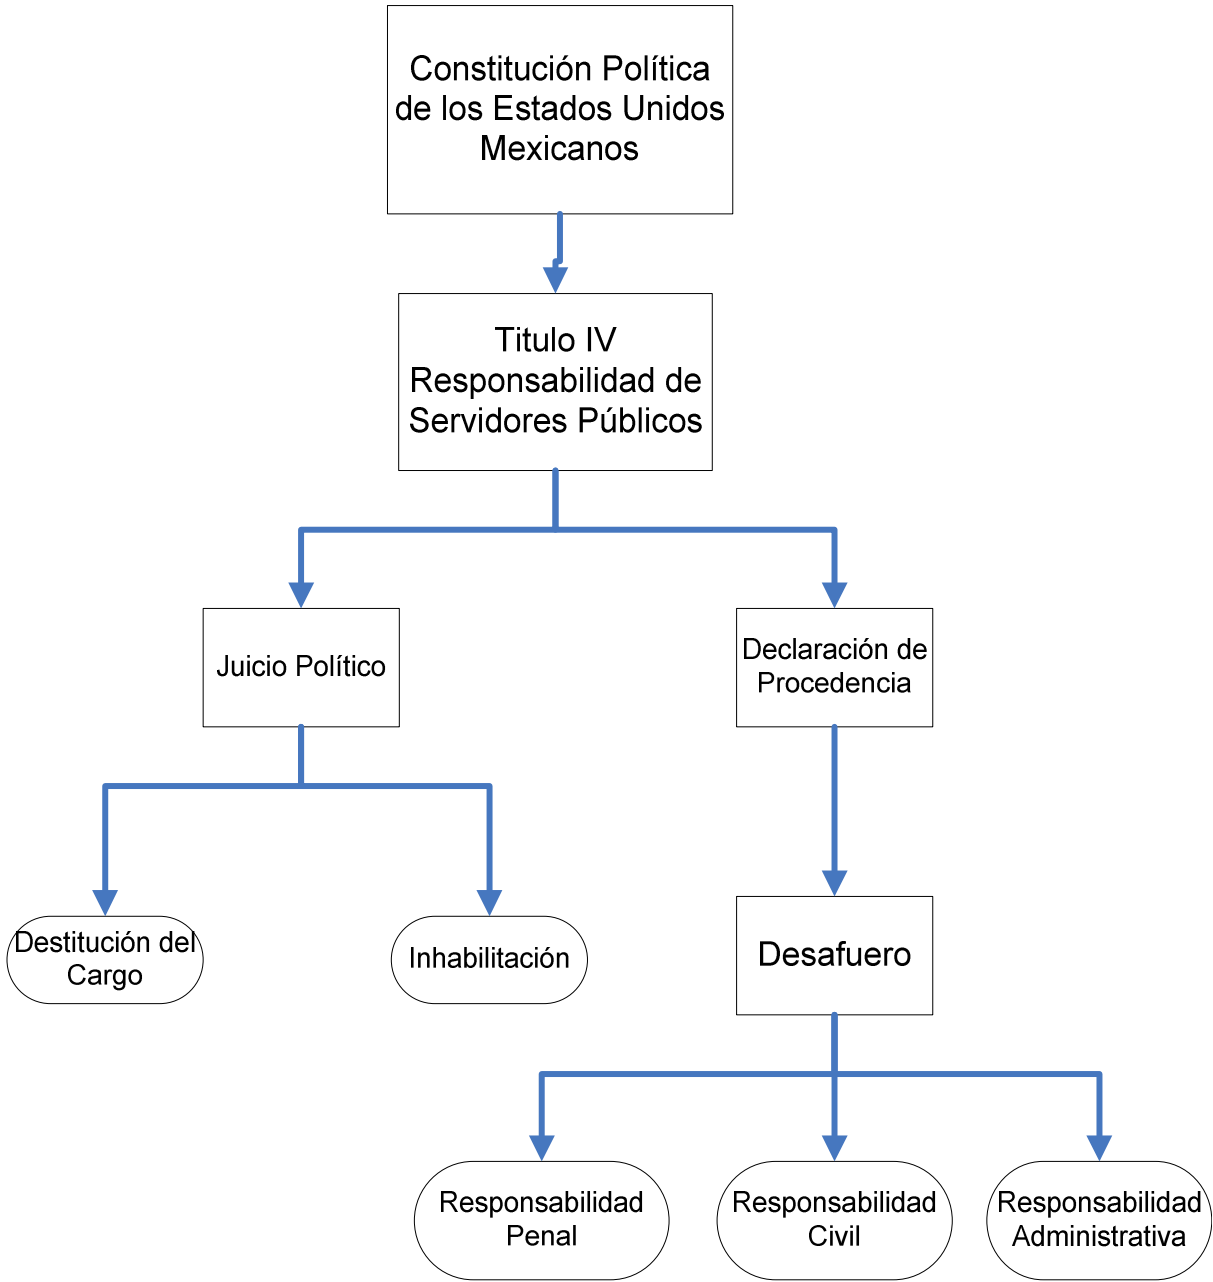 Constitución Política
de los Estados Unidos
Mexicanos
Titulo IV
Responsabilidad de
Servidores Públicos
Juicio Político
Declaración de
Procedencia
Destitución del
Cargo
Inhabilitación
Desafuero
Responsabilidad
Penal
Responsabilidad
Civil
Responsabilidad
Administrativa